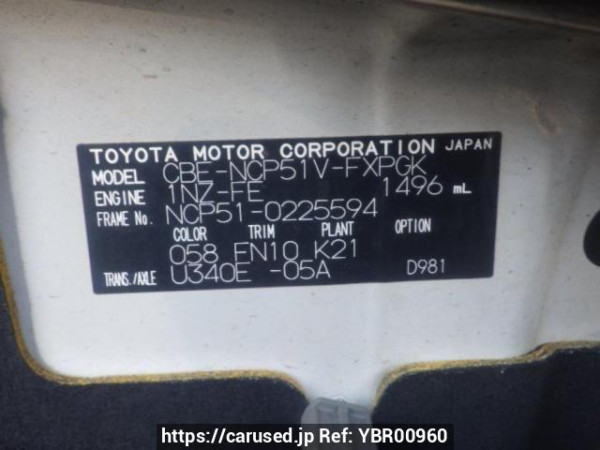 TOYOTA MOTOR CORPORATION JAPAN
MODEL CBE-NCP51V-FXPGK
ENGINE 1NZ-FE 1496 mL
FRAME No. NCP51-0225594
COLOR TRIM PLANT OPTION
058 FN10 K21
TRANS./AXLE U340E -05A D981
https://carused.jp Ref: YBR00960